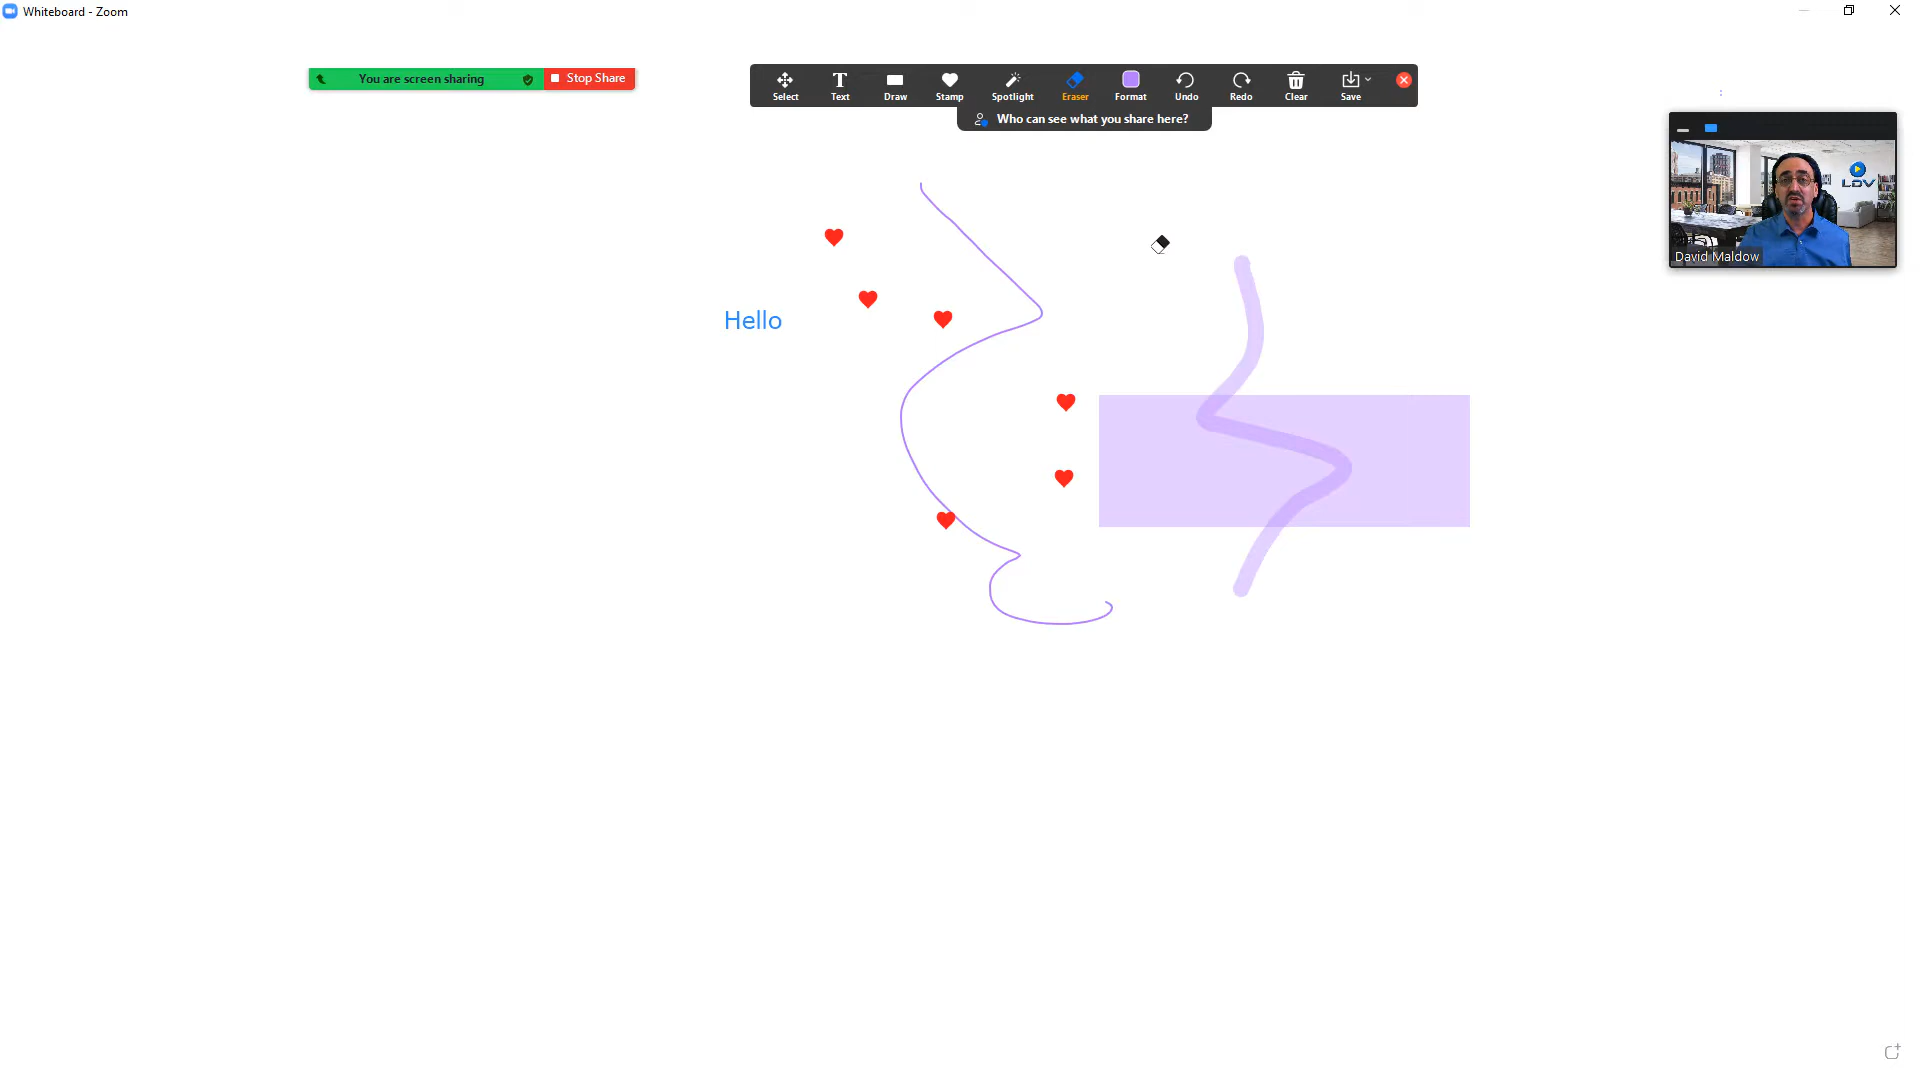 Whiteboard - Zoom
You are screen sharing
Stop Share
Select
Text
Draw
Stamp
Spotlight
Eraser
Format
Undo
Redo
Clear
Save
Who can see what you share here?
LDV
David Maldow
Hello